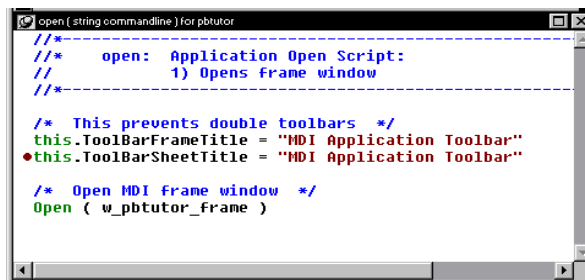 open ( string commandline ) for pbtutor
//*-----------------------------------------------------------
//*    open:  Application Open Script:
//            1) Opens frame window
//*-----------------------------------------------------------
/*  This prevents double toolbars  */
this.ToolBarFrameTitle = "MDI Application Toolbar"
this.ToolBarSheetTitle = "MDI Application Toolbar"
/*  Open MDI frame window  */
Open ( w_pbtutor_frame )